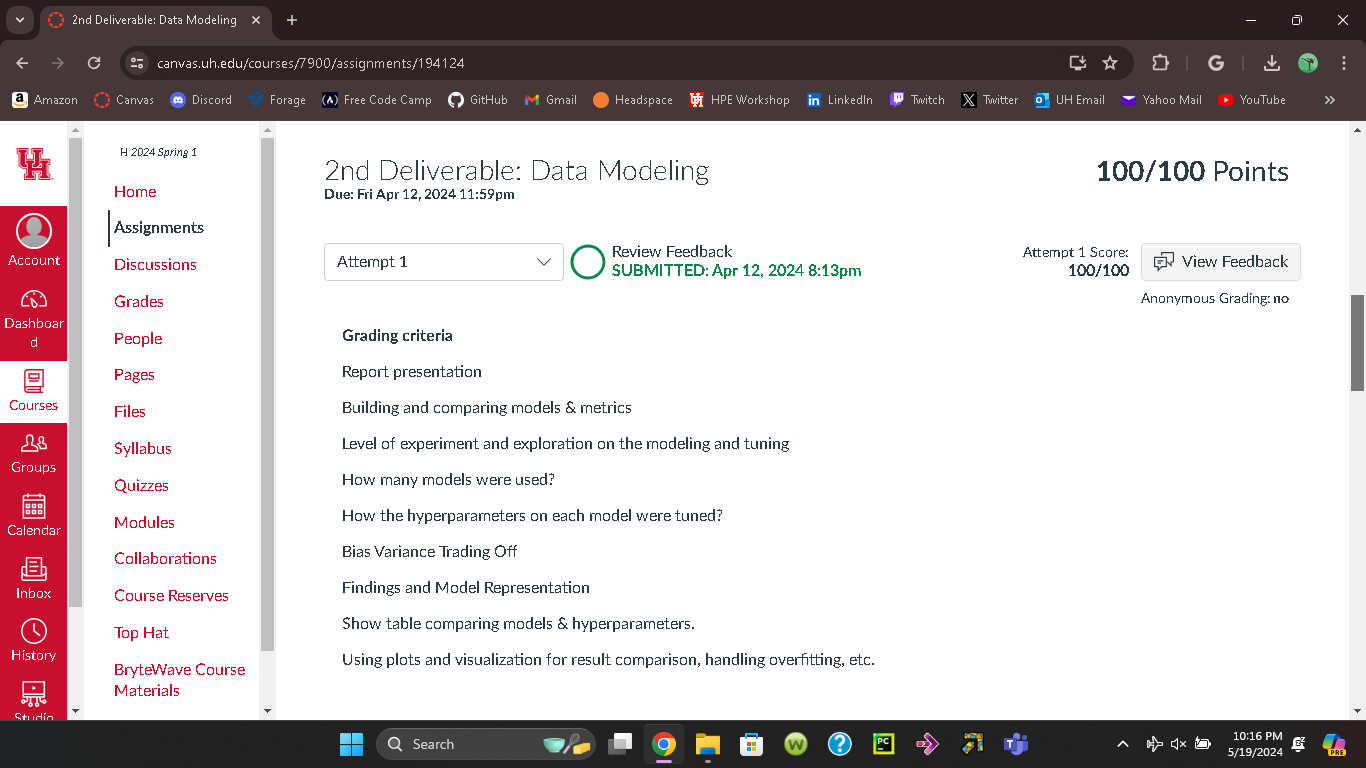 2nd Deliverable: Data Modeling
canvas.uh.edu/courses/7900/assignments/194124
Amazon
Canvas
Discord
Forage
Free Code Camp
GitHub
Gmail
Headspace
HPE Workshop
LinkedIn
Twitch
Twitter
UH Email
Yahoo Mail
YouTube
Account
Dashboar
d
Courses
Groups
Calendar
Inbox
History
Studio
H 2024 Spring 1
Home
Assignments
Discussions
Grades
People
Pages
Files
Syllabus
Quizzes
Modules
Collaborations
Course Reserves
Top Hat
BryteWave Course
Materials
2nd Deliverable: Data Modeling
Due: Fri Apr 12, 2024 11:59pm
100/100 Points
Attempt 1
Review Feedback
SUBMITTED: Apr 12, 2024 8:13pm
Attempt 1 Score:
100/100
View Feedback
Anonymous Grading: no
Grading criteria
Report presentation
Building and comparing models & metrics
Level of experiment and exploration on the modeling and tuning
How many models were used?
How the hyperparameters on each model were tuned?
Bias Variance Trading Off
Findings and Model Representation
Show table comparing models & hyperparameters.
Using plots and visualization for result comparison, handling overfitting, etc.
Search
10:16 PM
5/19/2024
PRE